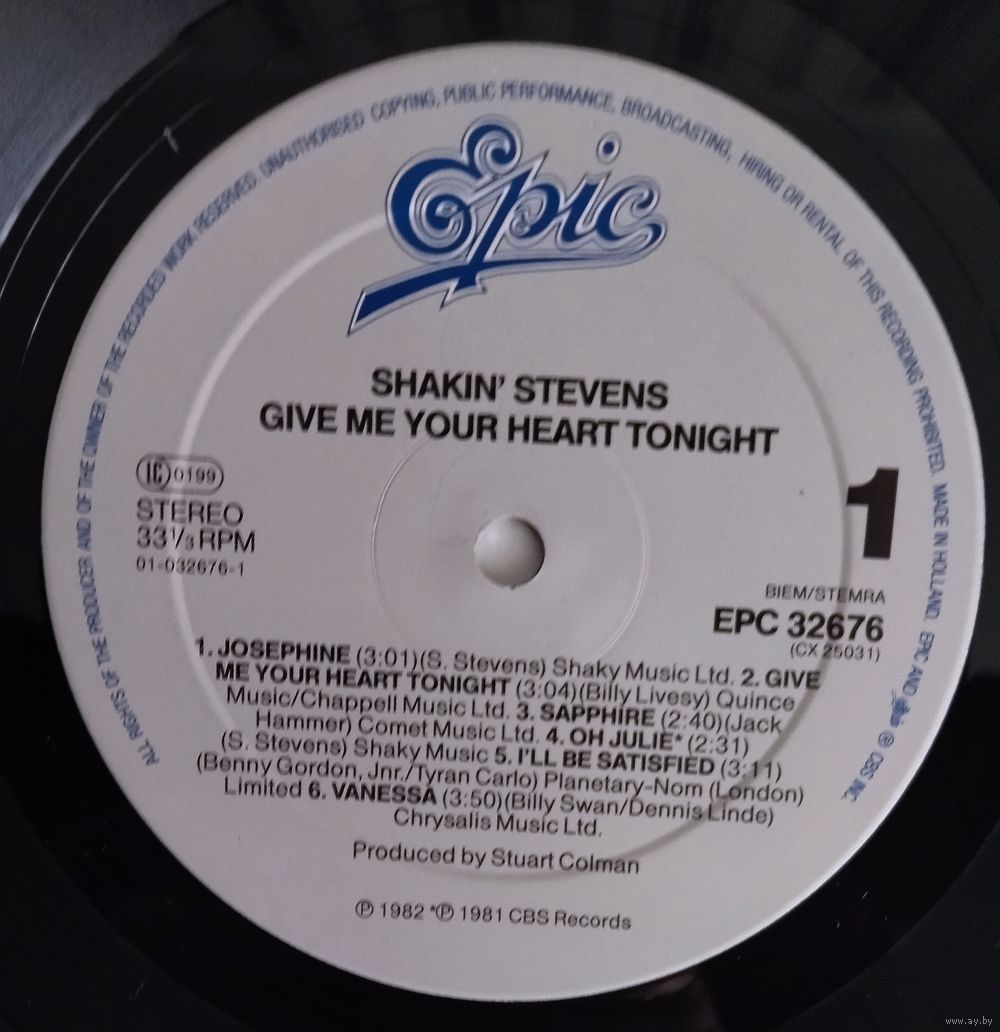 ALL RIGHTS OF THE PRODUCER AND OF THE OWNER OF THE RECORDED WORK RESERVED. UNAUTHORISED COPYING, PUBLIC PERFORMANCE, BROADCASTING, HIRING OR RENTAL OF THIS RECORDING PROHIBITED. MADE IN HOLLAND. EPIC AND ℗ CBS INC.
Epic
SHAKIN' STEVENS
GIVE ME YOUR HEART TONIGHT
LC 0199
STEREO
33⅓ RPM
01-032676-1
1
BIEM/STEMRA
EPC 32676
(CX 25031)
1. JOSEPHINE (3:01)(S. Stevens) Shaky Music Ltd. 2. GIVE
ME YOUR HEART TONIGHT (3:04)(Billy Livesy) Quince
Music/Chappell Music Ltd. 3. SAPPHIRE (2:40)(Jack
Hammer) Comet Music Ltd. 4. OH JULIE* (2:31)
(S. Stevens) Shaky Music 5. I'LL BE SATISFIED (3:11)
(Benny Gordon, Jnr./Tyran Carlo) Planetary-Nom (London)
Limited 6. VANESSA (3:50)(Billy Swan/Dennis Linde)
Chrysalis Music Ltd.
Produced by Stuart Colman
℗ 1982 *℗ 1981 CBS Records
www.ay.by